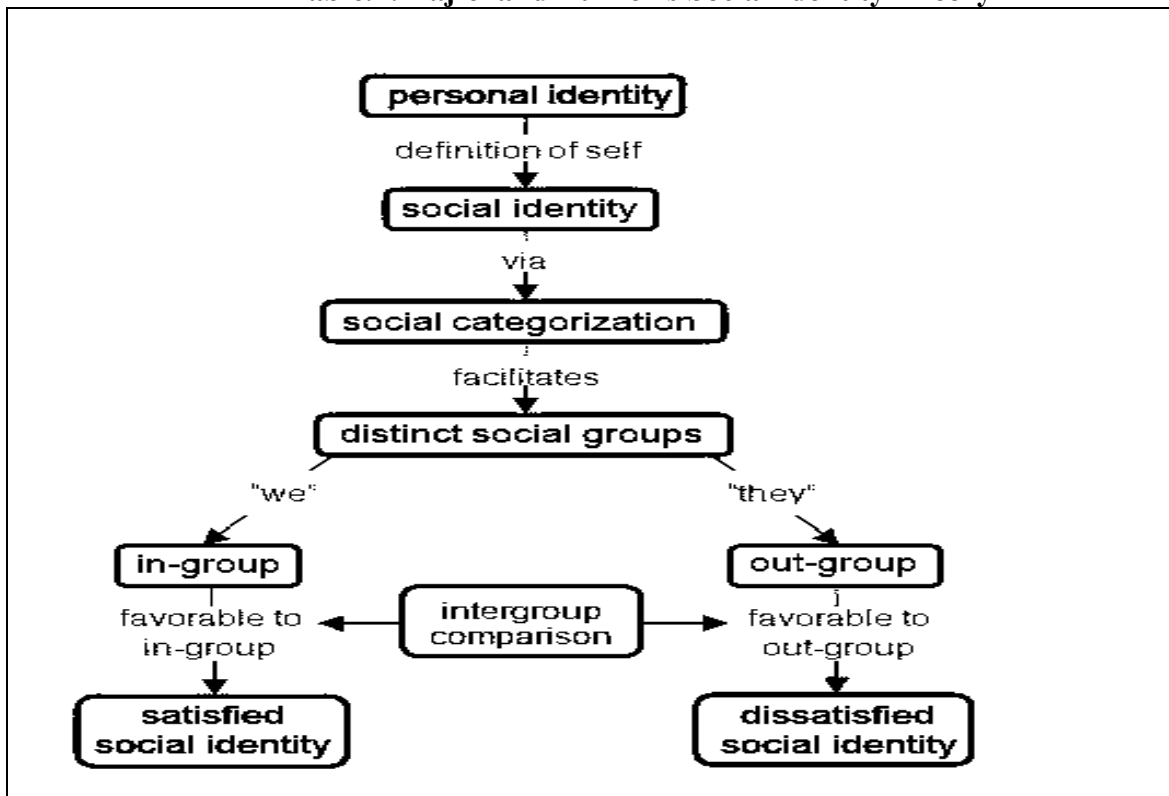 personal identity
definition of self
social identity
via
social categorization
facilitates
distinct social groups
"we"
"they"
in-group
out-group
intergroup
comparison
favorable to
in-group
favorable to
out-group
satisfied
social identity
dissatisfied
social identity